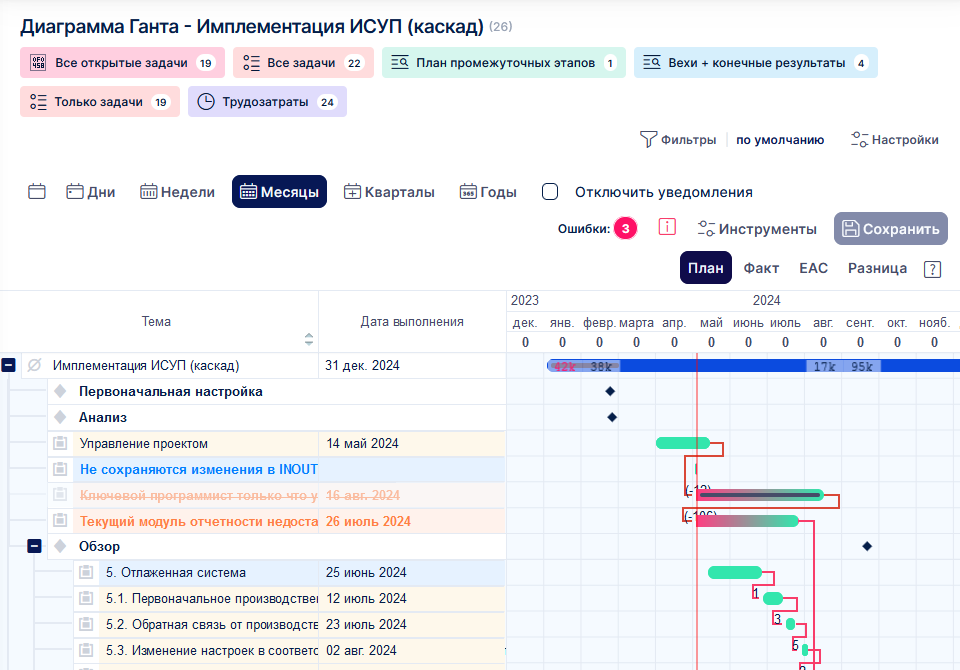 Диаграмма Ганта - Имплементация ИСУП (каскад) (26)
Все открытые задачи 19 Все задачи 22 План промежуточных этапов 1 Вехи + конечные результаты 4
Только задачи 19 Трудозатраты 24
Фильтры по умолчанию Настройки
Дни Недели Месяцы Кварталы 365 Годы Отключить уведомления
Ошибки: 3 Инструменты Сохранить
План Факт EAC Разница ?
2023 2024
Тема Дата выполнения
дек. янв. февр. марта апр. май июнь июль авг. сент. окт. нояб.
0 0 0 0 0 0 0 0 0 0 0 0
Имплементация ИСУП (каскад) 31 дек. 2024 42k 38k 17k 95k
Первоначальная настройка
Анализ
Управление проектом 14 май 2024
Не сохраняются изменения в INOUT
Ключевой программист только что у 16 авг. 2024 (-12)
Текущий модуль отчетности недоста 26 июль 2024 (-106)
Обзор
5. Отлаженная система 25 июнь 2024
5.1. Первоначальное производстве 12 июль 2024 1
5.2. Обратная связь от производств 23 июль 2024 3
5.3. Изменение настроек в соответс 02 авг. 2024 5